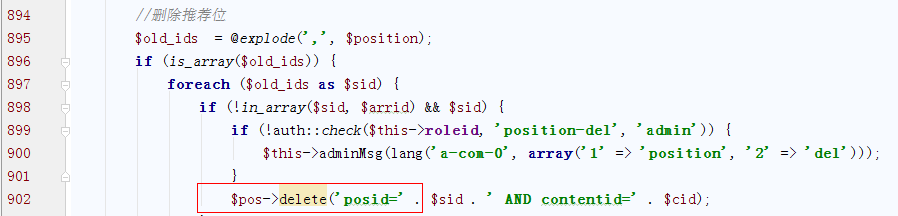 894 //删除推荐位
895 $old_ids  = @explode(',', $position);
896 if (is_array($old_ids)) {
897 foreach ($old_ids as $sid) {
898 if (!in_array($sid, $arrid) && $sid) {
899 if (!auth::check($this->roleid, 'position-del', 'admin')) {
900 $this->adminMsg(lang('a-com-0', array('1' => 'position', '2' => 'del')));
901 }
902 $pos->delete('posid=' . $sid . ' AND contentid=' . $cid);